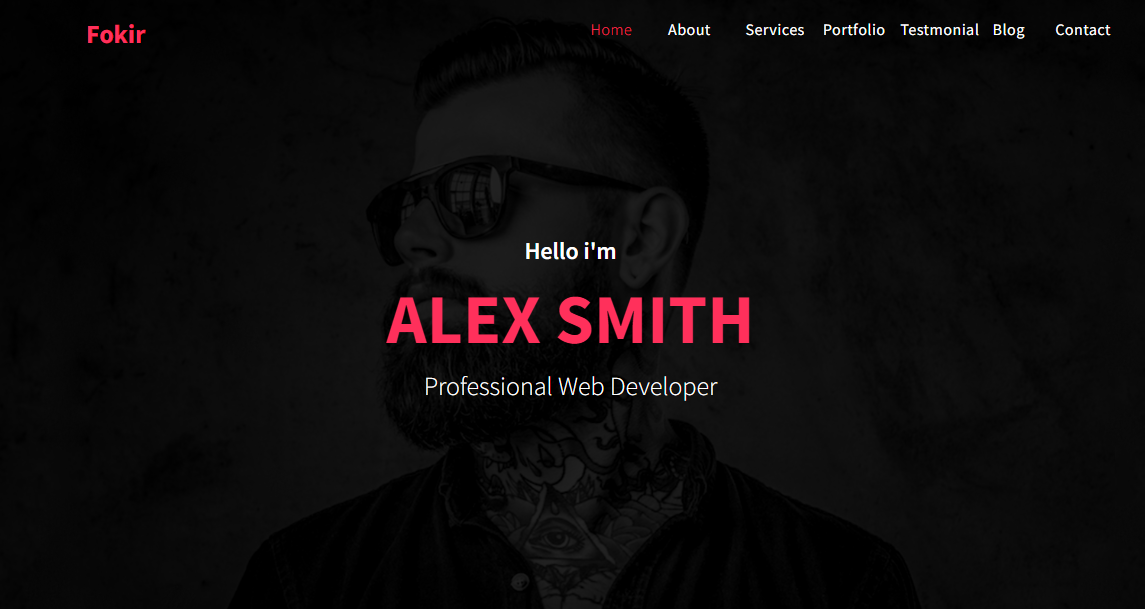 Fokir
Home About Services Portfolio Testmonial Blog Contact
Hello i'm
ALEX SMITH
Professional Web Developer